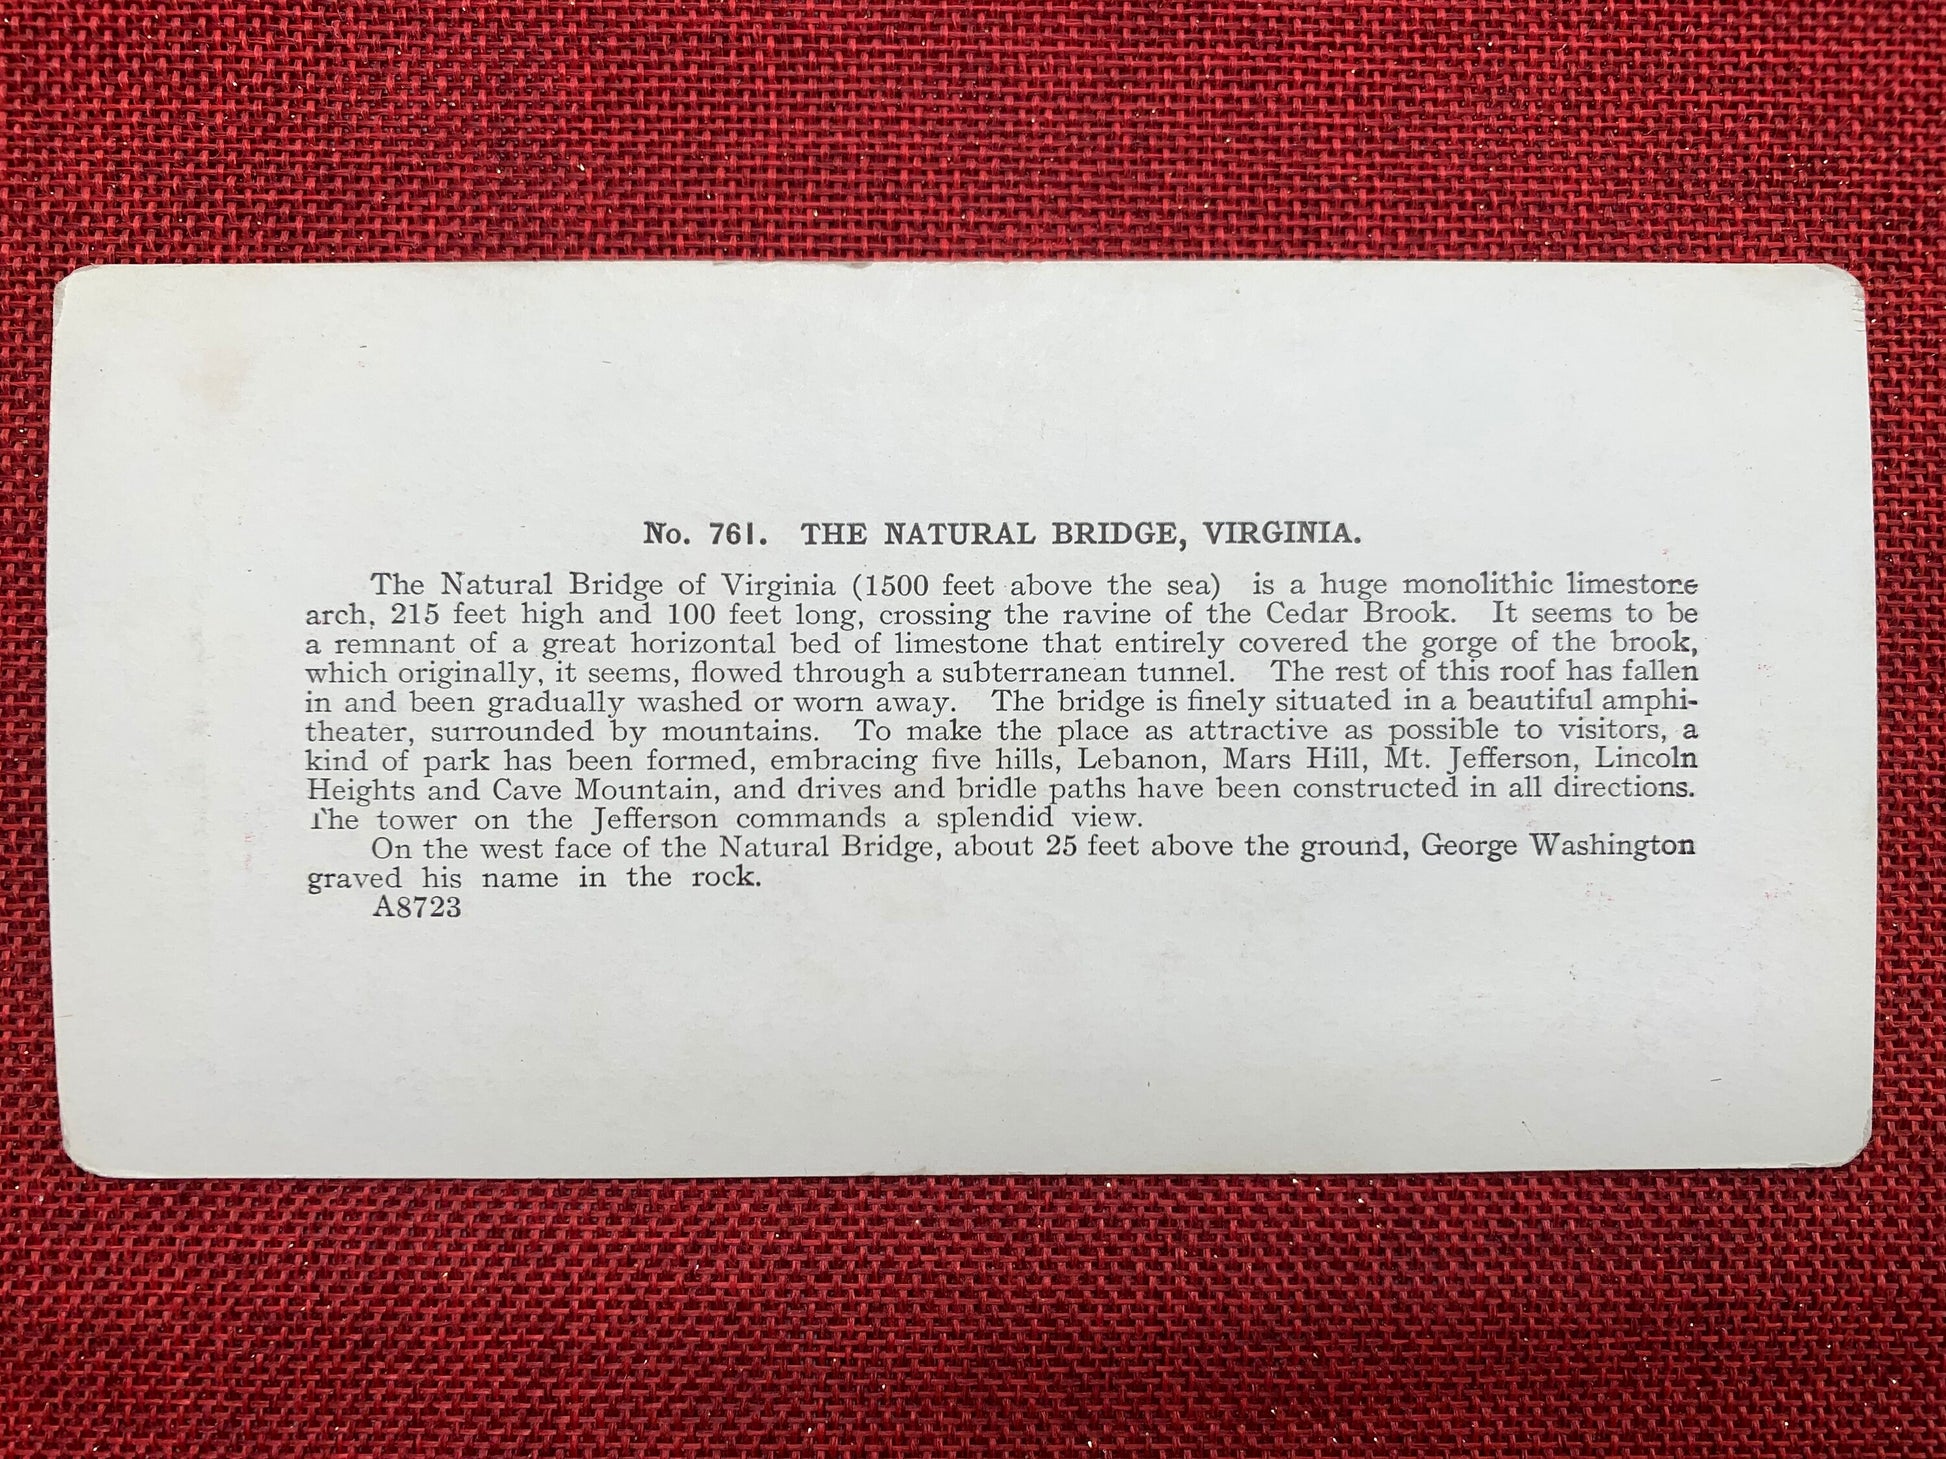 No. 761. THE NATURAL BRIDGE, VIRGINIA.
The Natural Bridge of Virginia (1500 feet above the sea) is a huge monolithic limestone
arch, 215 feet high and 100 feet long, crossing the ravine of the Cedar Brook. It seems to be
a remnant of a great horizontal bed of limestone that entirely covered the gorge of the brook,
which originally, it seems, flowed through a subterranean tunnel. The rest of this roof has fallen
in and been gradually washed or worn away. The bridge is finely situated in a beautiful amphi-
theater, surrounded by mountains. To make the place as attractive as possible to visitors, a
kind of park has been formed, embracing five hills, Lebanon, Mars Hill, Mt. Jefferson, Lincoln
Heights and Cave Mountain, and drives and bridle paths have been constructed in all directions.
The tower on the Jefferson commands a splendid view.
On the west face of the Natural Bridge, about 25 feet above the ground, George Washington
graved his name in the rock.
A8723